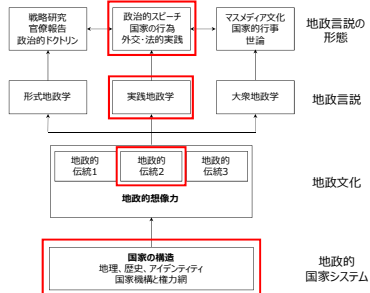 戦略研究
官僚報告
政治的ドクトリン
政治的スピーチ
国家の行為
外交・法的実践
マスメディア文化
国家的行事
世論
地政言説の
形態
形式地政学
実践地政学
大衆地政学
地政言説
地政的
伝統1
地政的
伝統2
地政的
伝統3
地政的想像力
地政文化
国家の構造
地理、歴史、アイデンティティ
国家機構と権力網
地政的
国家システム